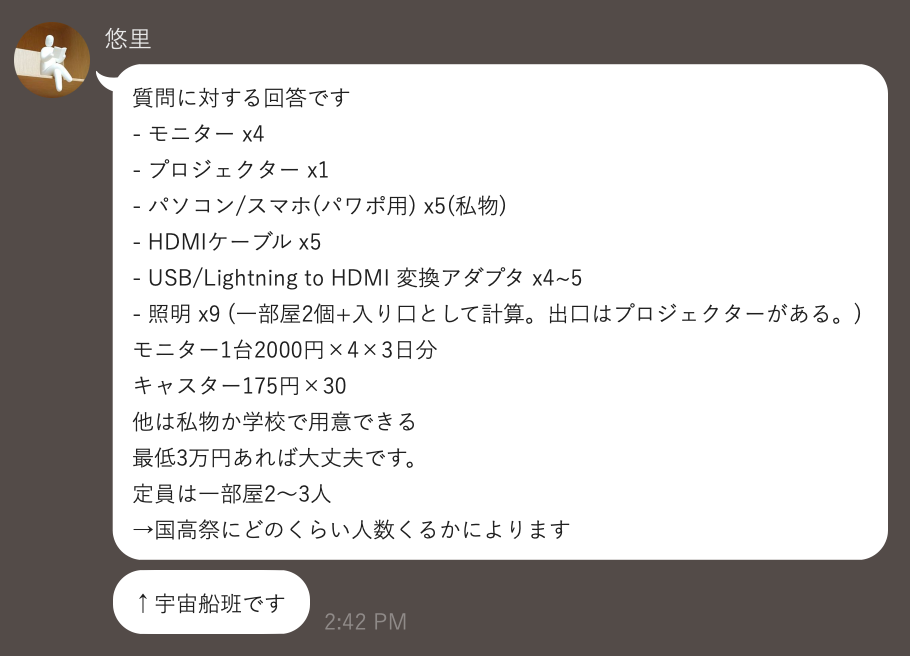 悠里
質問に対する回答です
- モニター x4
- プロジェクター x1
- パソコン/スマホ(パワポ用) x5(私物)
- HDMIケーブル x5
- USB/Lightning to HDMI 変換アダプタ x4~5
- 照明 x9 (一部屋2個+入り口として計算。出口はプロジェクターがある。)
モニター1台2000円×4×3日分
キャスター175円×30
他は私物か学校で用意できる
最低3万円あれば大丈夫です。
定員は一部屋2〜3人
→国高祭にどのくらい人数くるかによります
↑宇宙船班です
2:42 PM